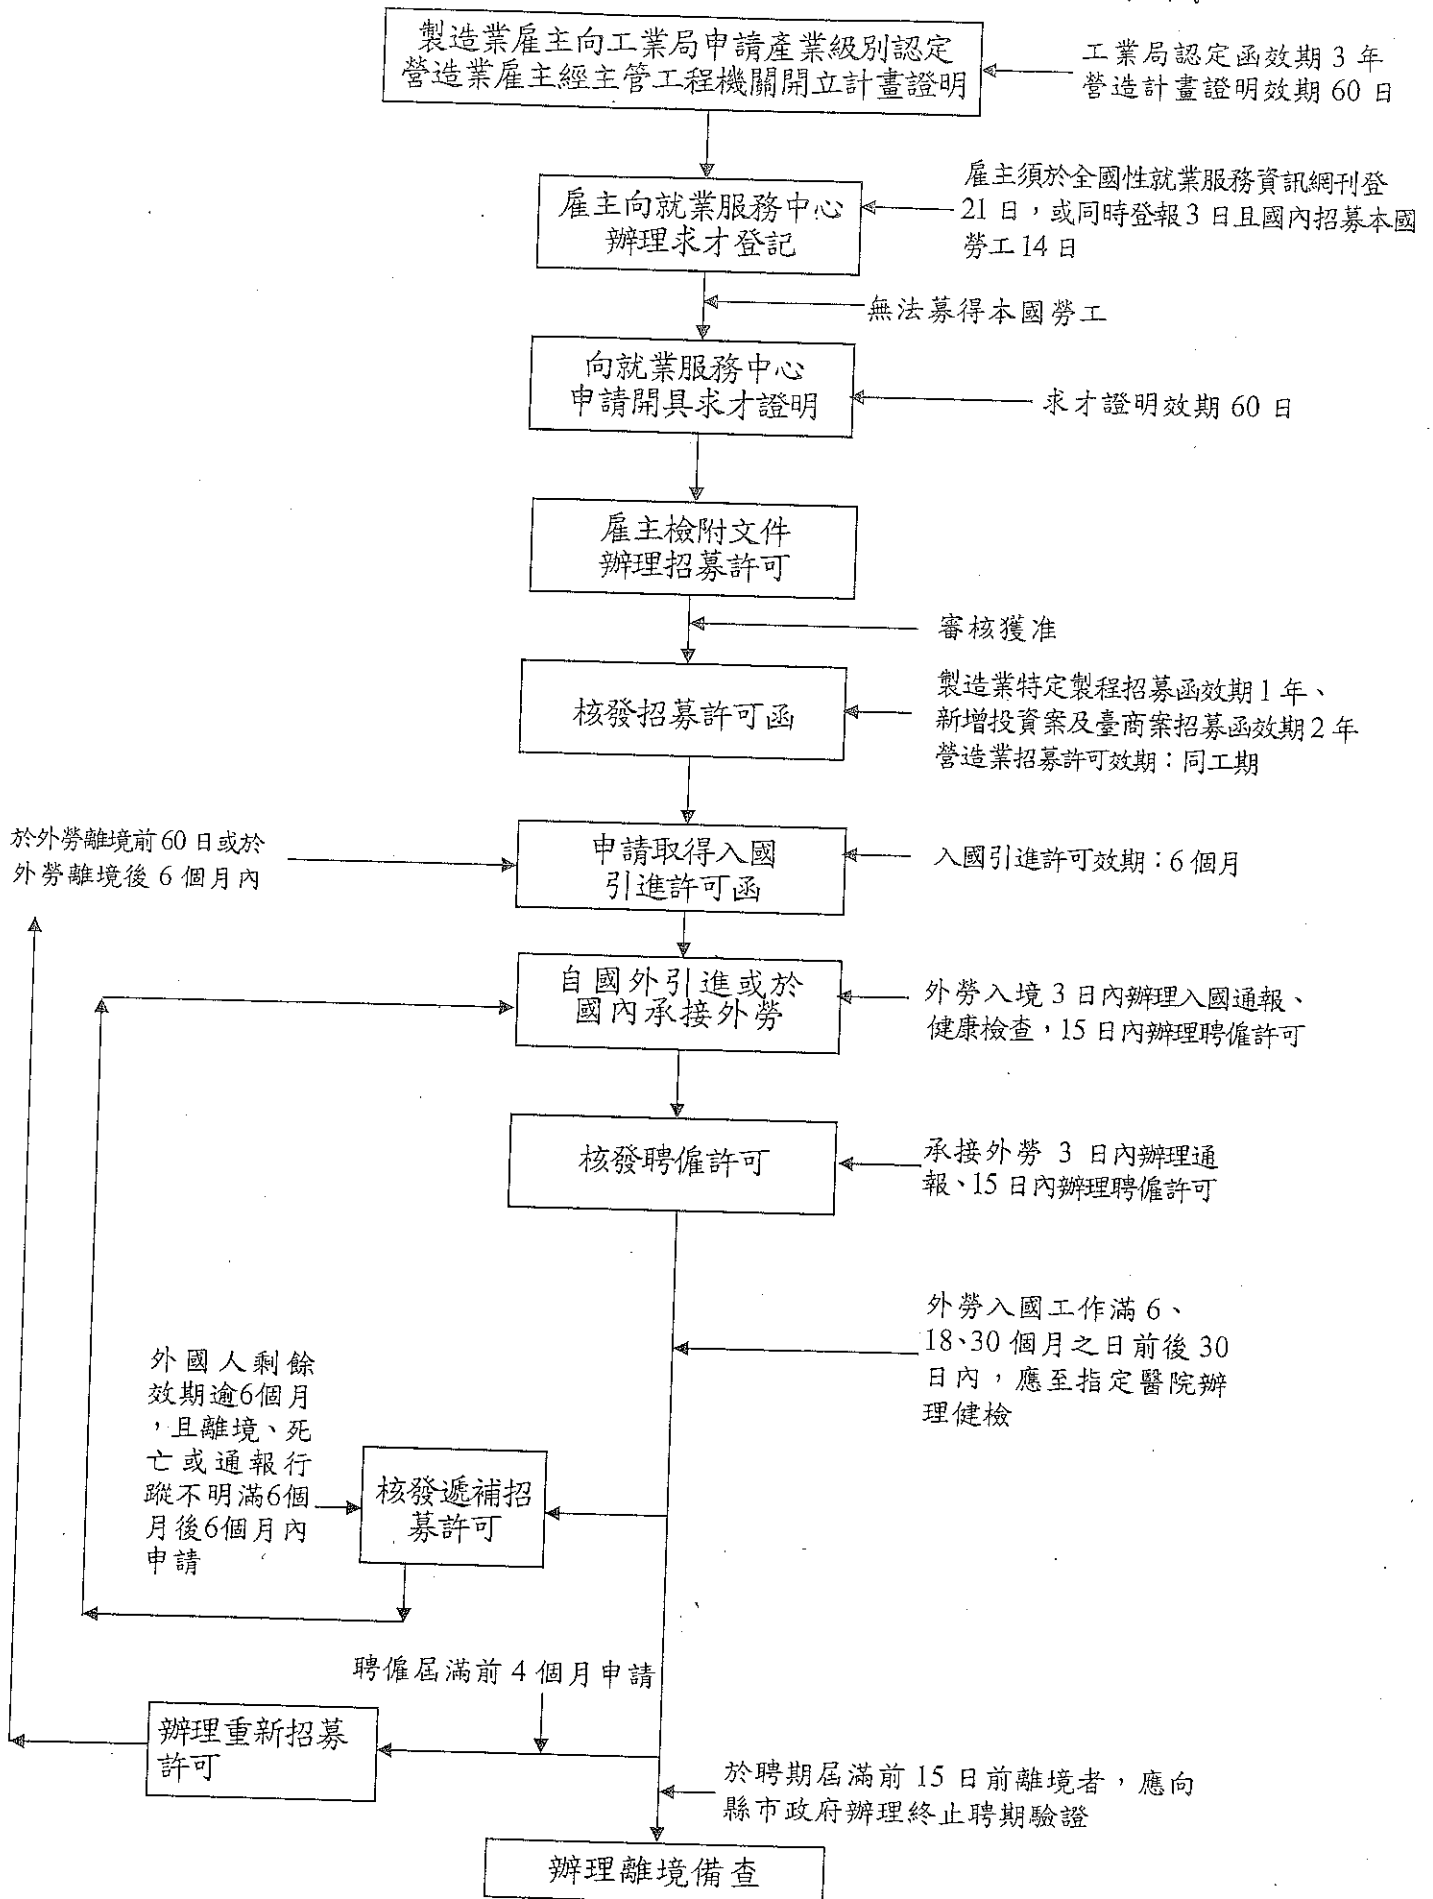 製造業雇主向工業局申請產業級別認定
營造業雇主經主管工程機關開立計畫證明
工業局認定函效期 3 年
營造計畫證明效期 60 日
雇主向就業服務中心
辦理求才登記
雇主須於全國性就業服務資訊網刊登
21 日，或同時登報 3 日且國內招募本國
勞工 14 日
無法募得本國勞工
向就業服務中心
申請開具求才證明
求才證明效期 60 日
雇主檢附文件
辦理招募許可
審核獲准
核發招募許可函
製造業特定製程招募函效期 1 年、
新增投資案及臺商案招募函效期 2 年
營造業招募許可效期：同工期
於外勞離境前 60 日或於
外勞離境後 6 個月內
申請取得入國
引進許可函
入國引進許可效期：6 個月
自國外引進或於
國內承接外勞
外勞入境 3 日內辦理入國通報、
健康檢查，15 日內辦理聘僱許可
核發聘僱許可
承接外勞 3 日內辦理通
報、15 日內辦理聘僱許可
外勞入國工作滿 6、
18、30 個月之日前後 30
日內，應至指定醫院辦
理健檢
外國人剩餘
效期逾6個月
，且離境、死
亡或通報行
蹤不明滿6個
月後6個月內
申請
核發遞補招
募許可
聘僱屆滿前 4 個月申請
辦理重新招募
許可
於聘期屆滿前 15 日前離境者，應向
縣市政府辦理終止聘期驗證
辦理離境備查